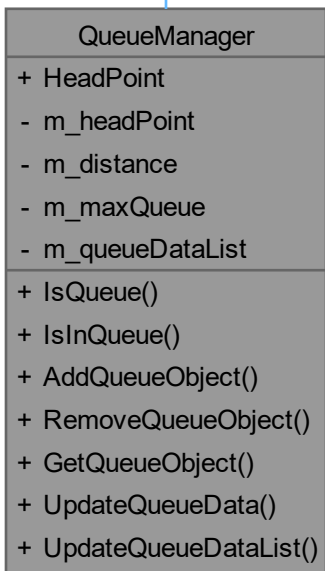 QueueManager
+ HeadPoint
- m_headPoint
- m_distance
- m_maxQueue
- m_queueDataList
+ IsQueue()
+ IsInQueue()
+ AddQueueObject()
+ RemoveQueueObject()
+ GetQueueObject()
+ UpdateQueueData()
+ UpdateQueueDataList()